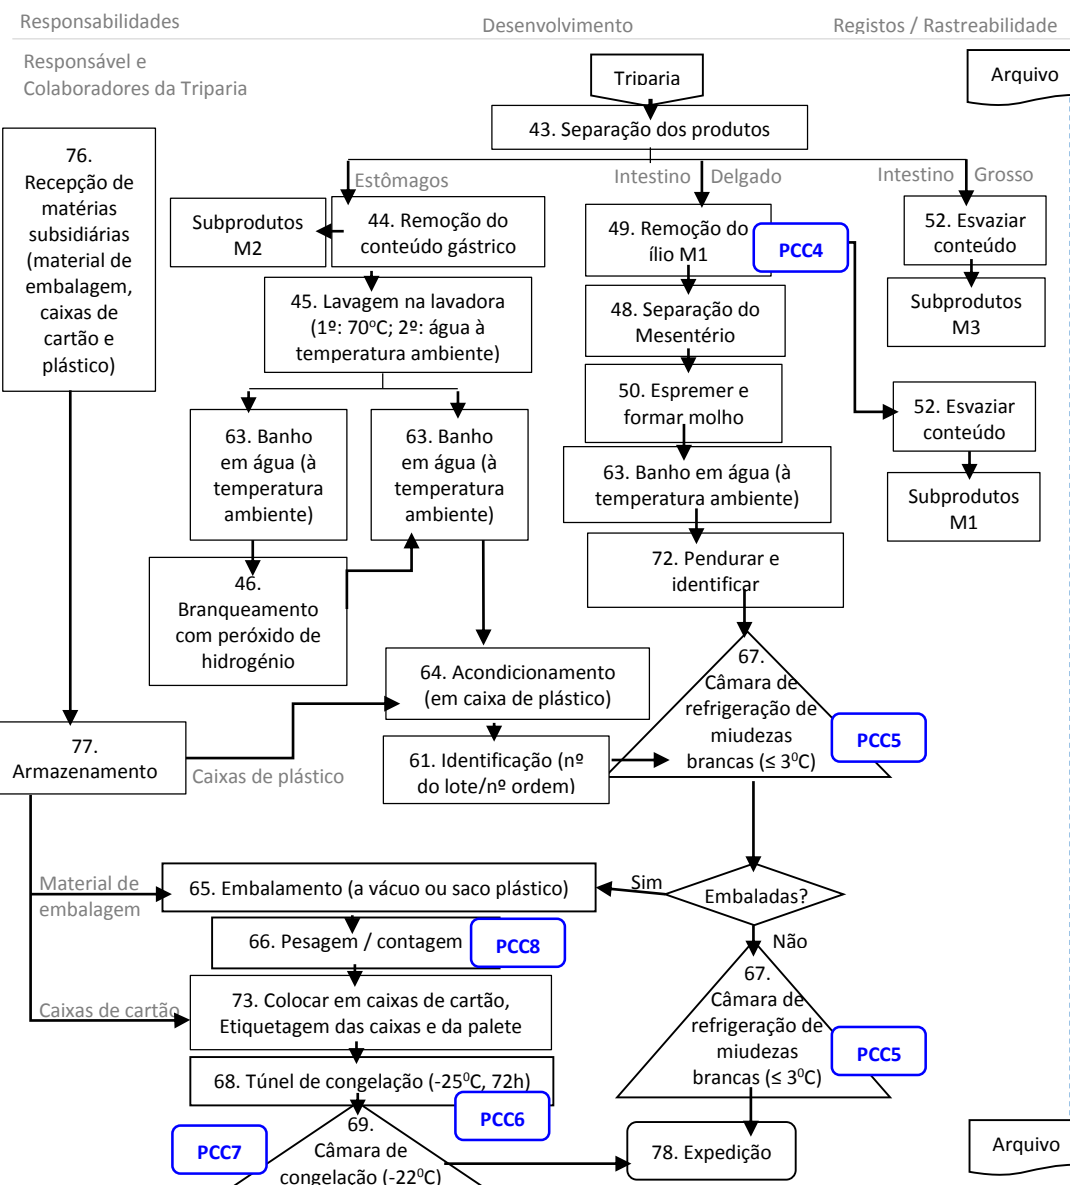 Responsabilidades
Desenvolvimento
Registos / Rastreabilidade
Responsável e
Colaboradores da Triparia
Triparia
Arquivo
43. Separação dos produtos
76.
Recepção de
matérias
subsidiárias
(material de
embalagem,
caixas de
cartão e
plástico)
Estômagos
Intestino
Delgado
Intestino
Grosso
Subprodutos
M2
44. Remoção do
conteúdo gástrico
49. Remoção do
ílio M1
PCC4
52. Esvaziar
conteúdo
45. Lavagem na lavadora
(1º: 70ºC; 2º: água à
temperatura ambiente)
48. Separação do
Mesentério
Subprodutos
M3
50. Espremer e
formar molho
52. Esvaziar
conteúdo
63. Banho
em água (à
temperatura
ambiente)
63. Banho
em água (à
temperatura
ambiente)
63. Banho em água (à
temperatura ambiente)
Subprodutos
M1
72. Pendurar e
identificar
46.
Branqueamento
com peróxido de
hidrogénio
64. Acondicionamento
(em caixa de plástico)
67.
Câmara de
refrigeração de
miudezas
brancas (≤ 3⁰C)
PCC5
77.
Armazenamento
Caixas de plástico
61. Identificação (nº
do lote/nº ordem)
Material de
embalagem
65. Embalamento (a vácuo ou saco plástico)
Sim
Embaladas?
Não
66. Pesagem / contagem
PCC8
Caixas de cartão
73. Colocar em caixas de cartão,
Etiquetagem das caixas e da palete
67.
Câmara de
refrigeração de
miudezas
brancas (≤ 3⁰C)
PCC5
68. Túnel de congelação (-25⁰C, 72h)
PCC6
PCC7
69.
Câmara de
congelação (-22⁰C)
78. Expedição
Arquivo